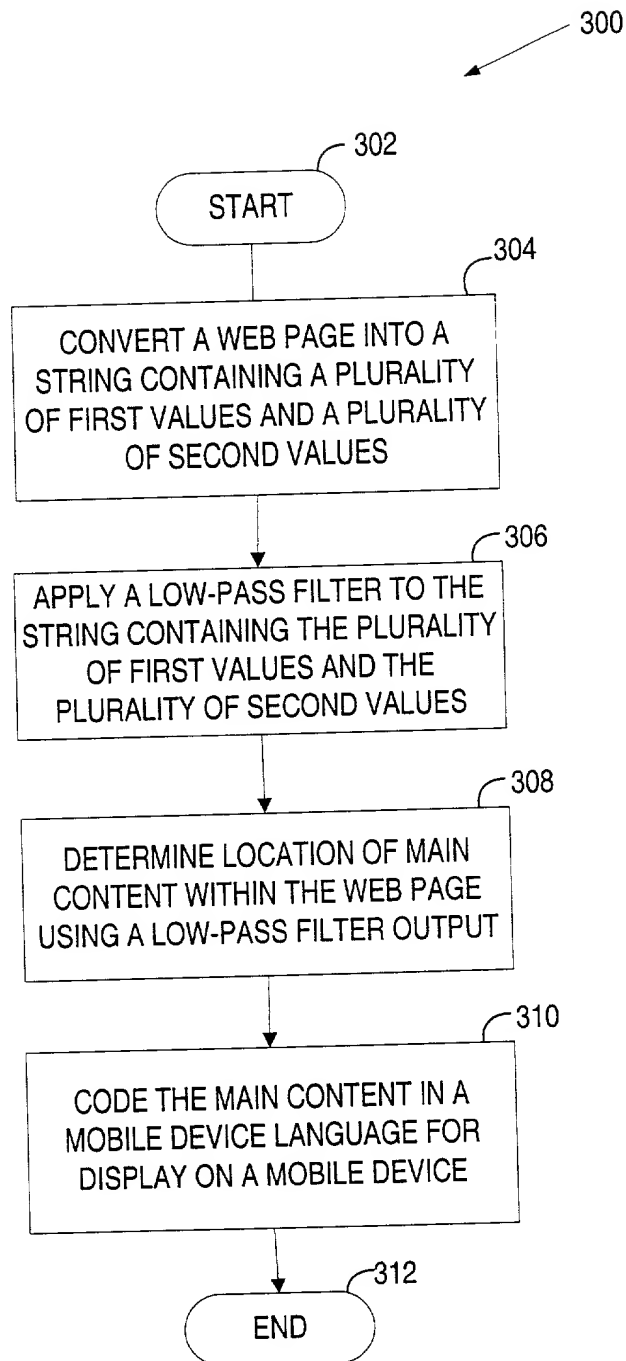 300
302
START
304
CONVERT A WEB PAGE INTO A
STRING CONTAINING A PLURALITY
OF FIRST VALUES AND A PLURALITY
OF SECOND VALUES
306
APPLY A LOW-PASS FILTER TO THE
STRING CONTAINING THE PLURALITY
OF FIRST VALUES AND THE
PLURALITY OF SECOND VALUES
308
DETERMINE LOCATION OF MAIN
CONTENT WITHIN THE WEB PAGE
USING A LOW-PASS FILTER OUTPUT
310
CODE THE MAIN CONTENT IN A
MOBILE DEVICE LANGUAGE FOR
DISPLAY ON A MOBILE DEVICE
312
END